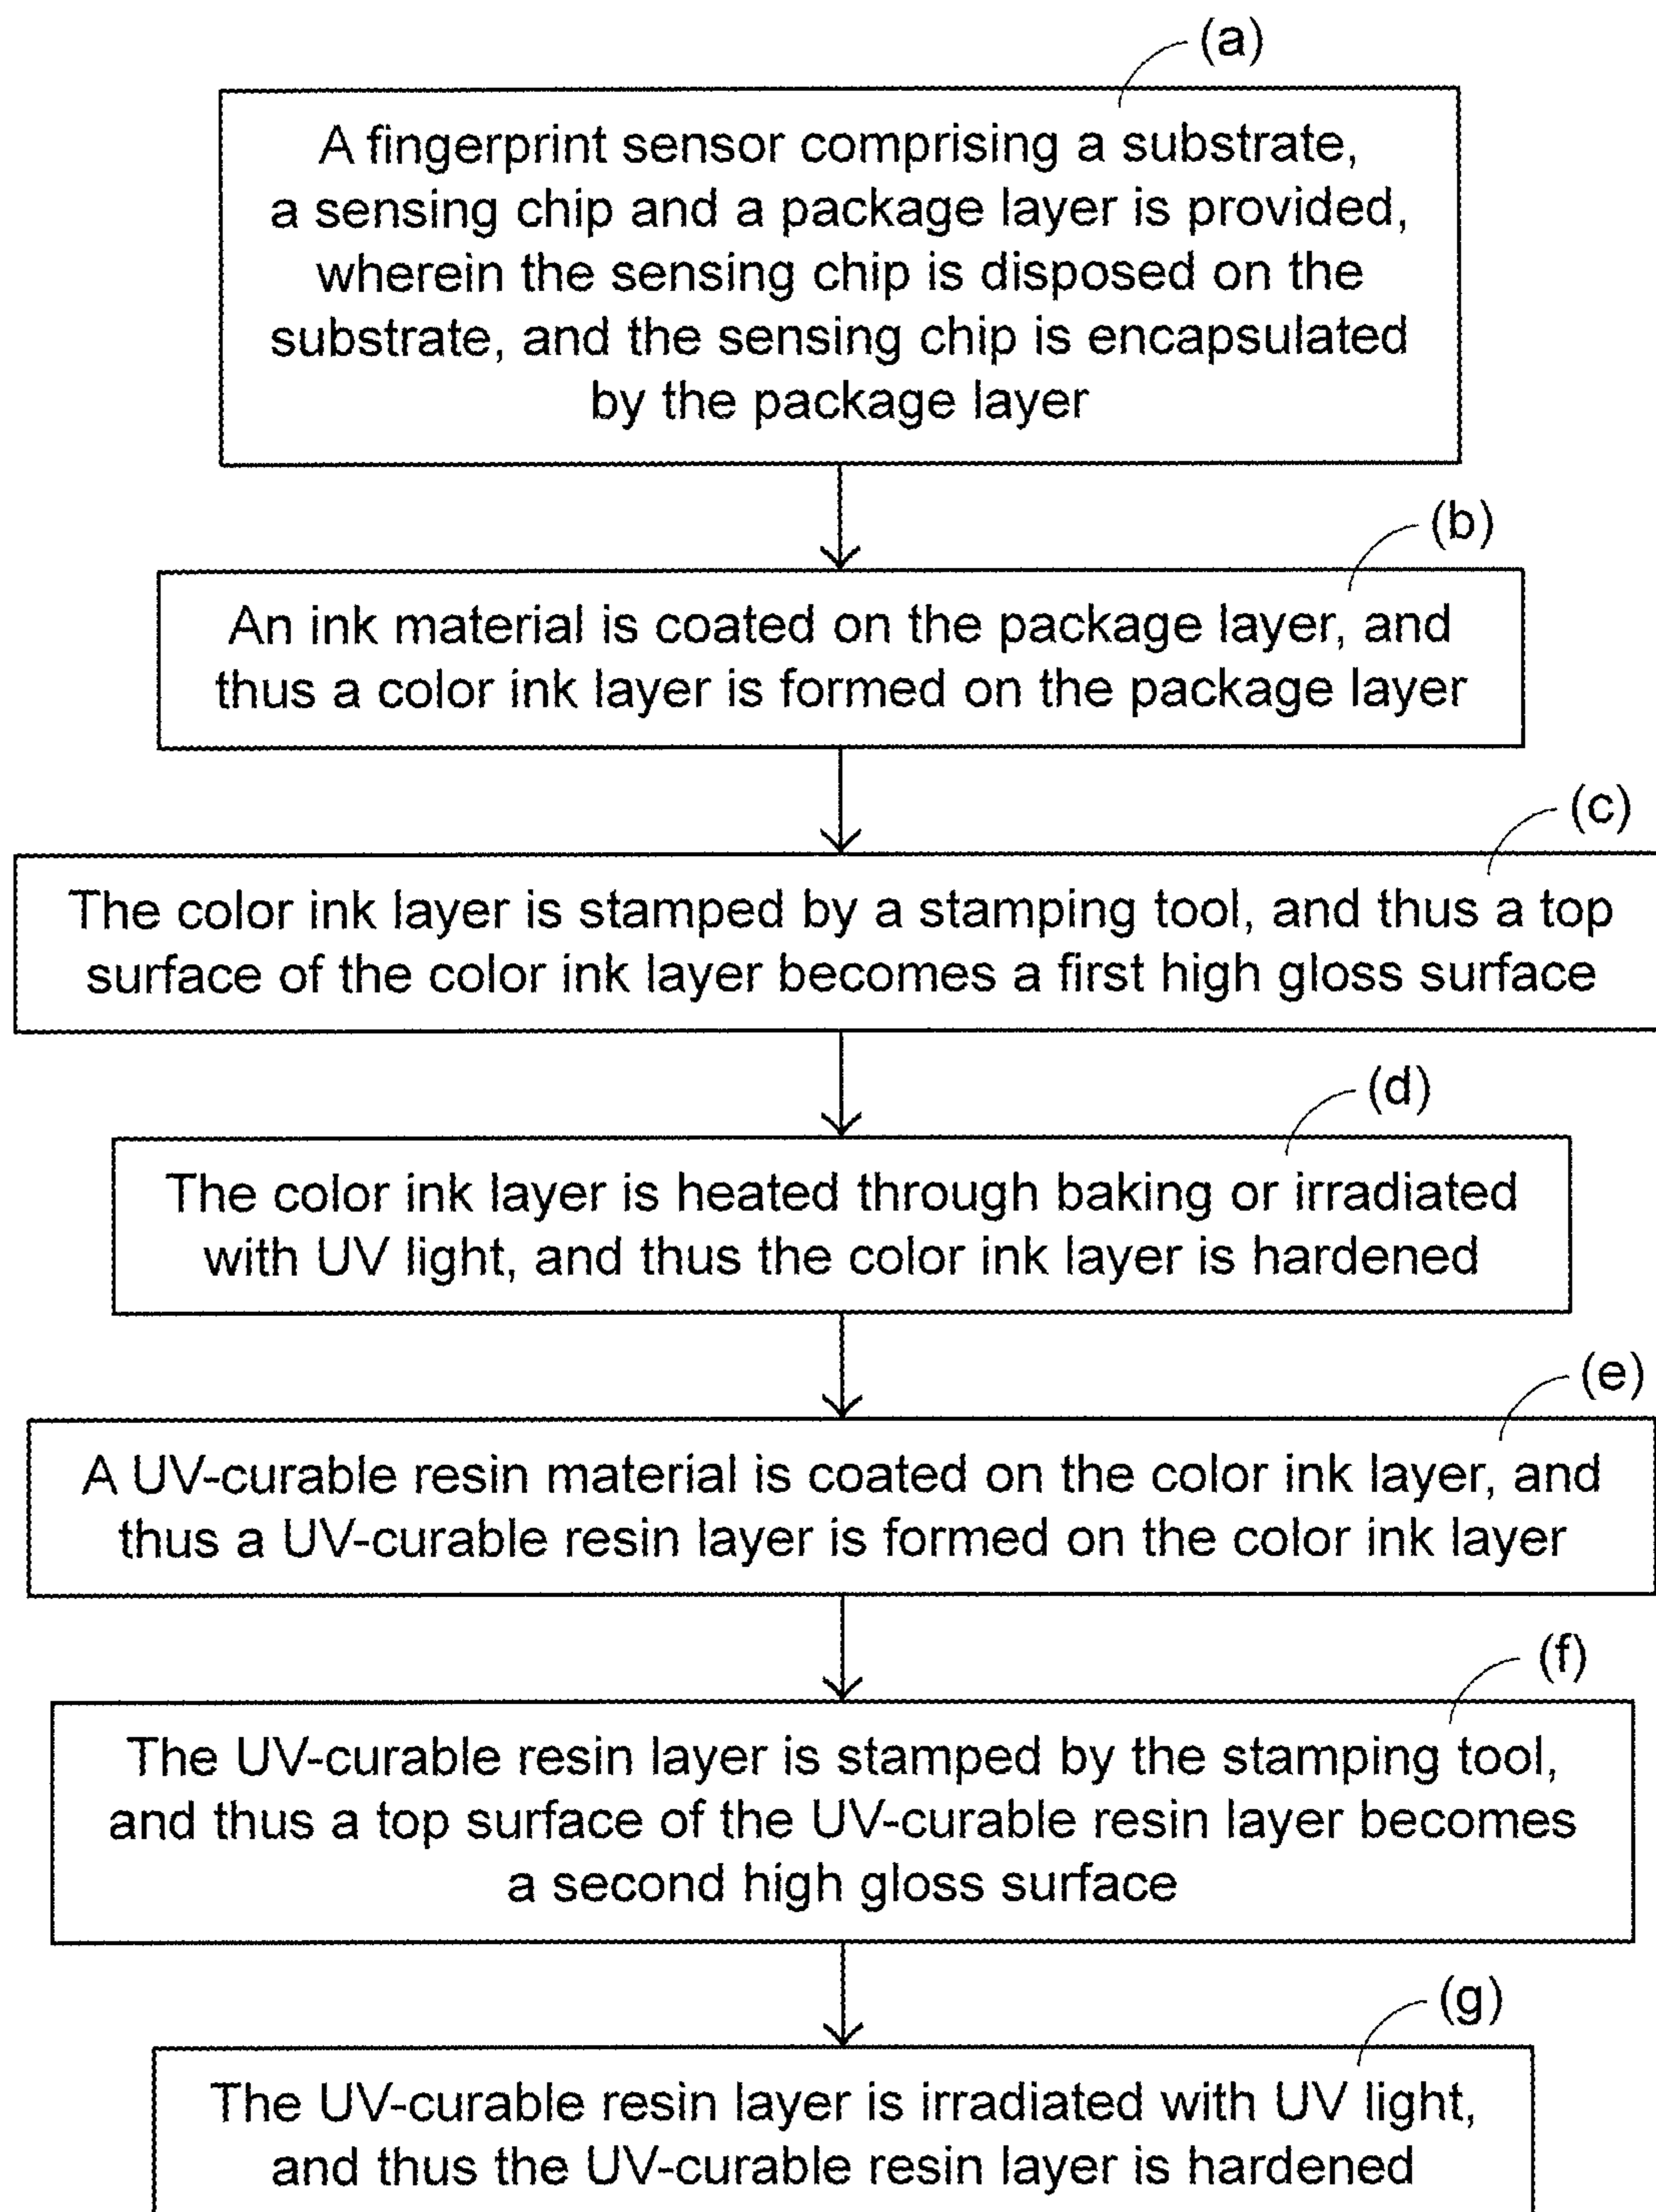 (a)
A fingerprint sensor comprising a substrate,
a sensing chip and a package layer is provided,
wherein the sensing chip is disposed on the
substrate, and the sensing chip is encapsulated
by the package layer
(b)
An ink material is coated on the package layer, and
thus a color ink layer is formed on the package layer
(c)
The color ink layer is stamped by a stamping tool, and thus a top
surface of the color ink layer becomes a first high gloss surface
(d)
The color ink layer is heated through baking or irradiated
with UV light, and thus the color ink layer is hardened
(e)
A UV-curable resin material is coated on the color ink layer, and
thus a UV-curable resin layer is formed on the color ink layer
(f)
The UV-curable resin layer is stamped by the stamping tool,
and thus a top surface of the UV-curable resin layer becomes
a second high gloss surface
(g)
The UV-curable resin layer is irradiated with UV light,
and thus the UV-curable resin layer is hardened